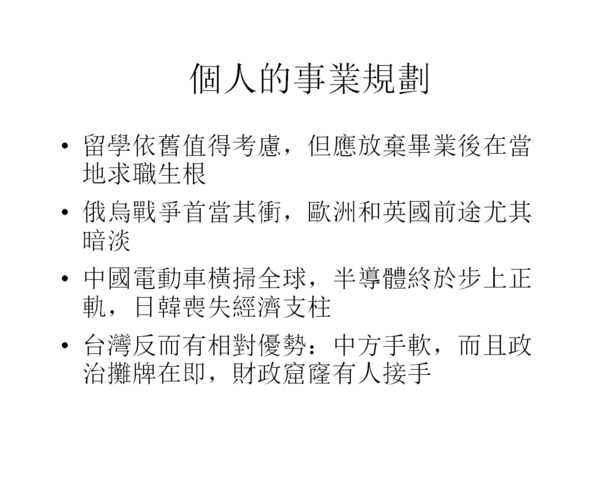 個人的事業規劃
• 留學依舊值得考慮，但應放棄畢業後在當
地求職生根
• 俄烏戰爭首當其衝，歐洲和英國前途尤其
暗淡
• 中國電動車橫掃全球，半導體終於步上正
軌，日韓喪失經濟支柱
• 台灣反而有相對優勢：中方手軟，而且政
治攤牌在即，財政窟窿有人接手